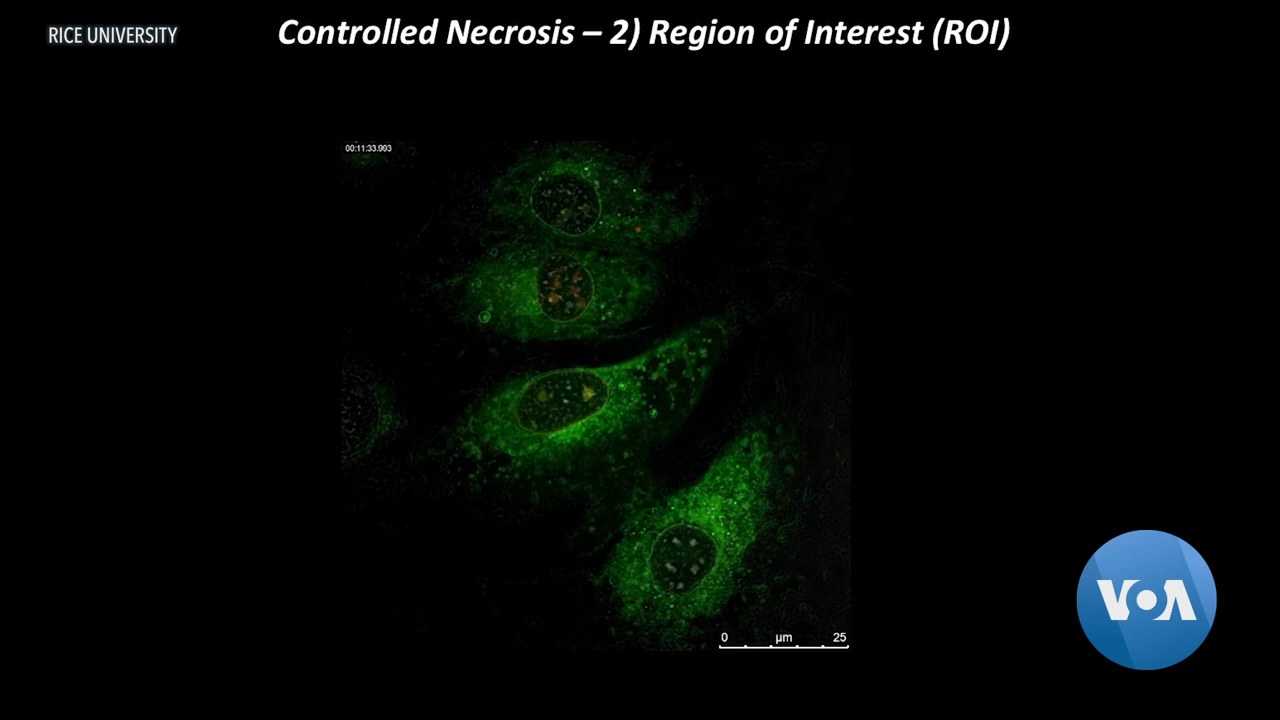 RICE UNIVERSITY
Controlled Necrosis – 2) Region of Interest (ROI)
00:11:33.993
0 µm 25
VOA